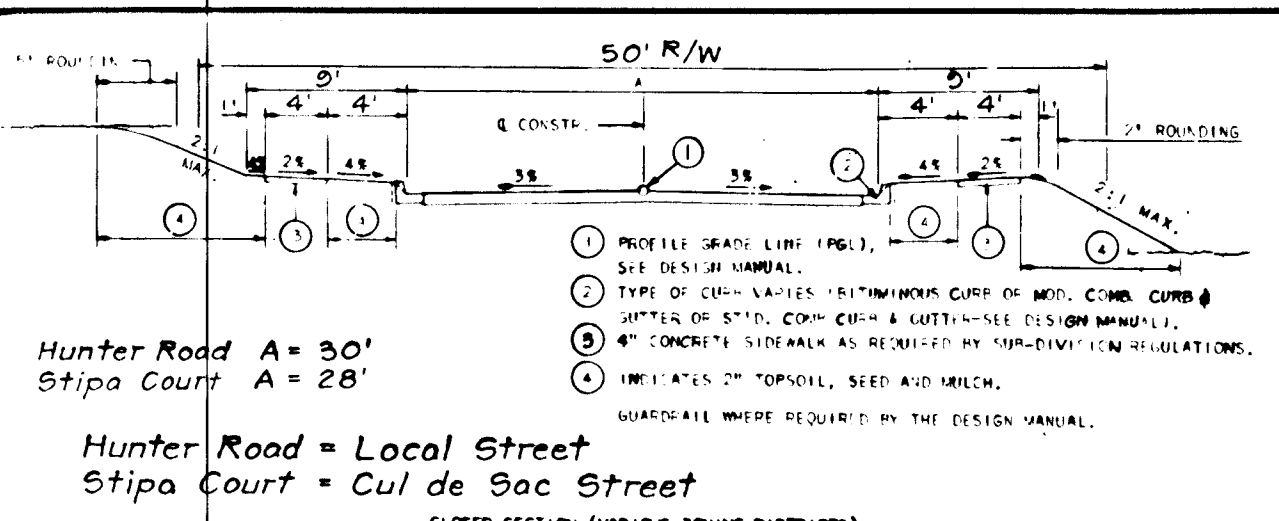 50' R/W
6' ROUNDING
9'
A
9'
1'
4'
4'
4'
4'
1'
℄ CONSTR.
1
2' ROUNDING
2:1
MAX.
4%
2%
4%
3%
3%
2
4%
2%
2:1 MAX.
4
3
4
4
3
4
1 PROFILE GRADE LINE (PGL),
SEE DESIGN MANUAL.
2 TYPE OF CURB VARIES (BITUMINOUS CURB OR MOD. COMB. CURB &
GUTTER OR STD. COMB CURB & GUTTER-SEE DESIGN MANUAL).
3 4" CONCRETE SIDEWALK AS REQUIRED BY SUB-DIVISION REGULATIONS.
4 INDICATES 2" TOPSOIL, SEED AND MULCH.
GUARDRAIL WHERE REQUIRED BY THE DESIGN MANUAL.
Hunter Road A = 30'
Stipa Court A = 28'
Hunter Road = Local Street
Stipa Court = Cul de Sac Street